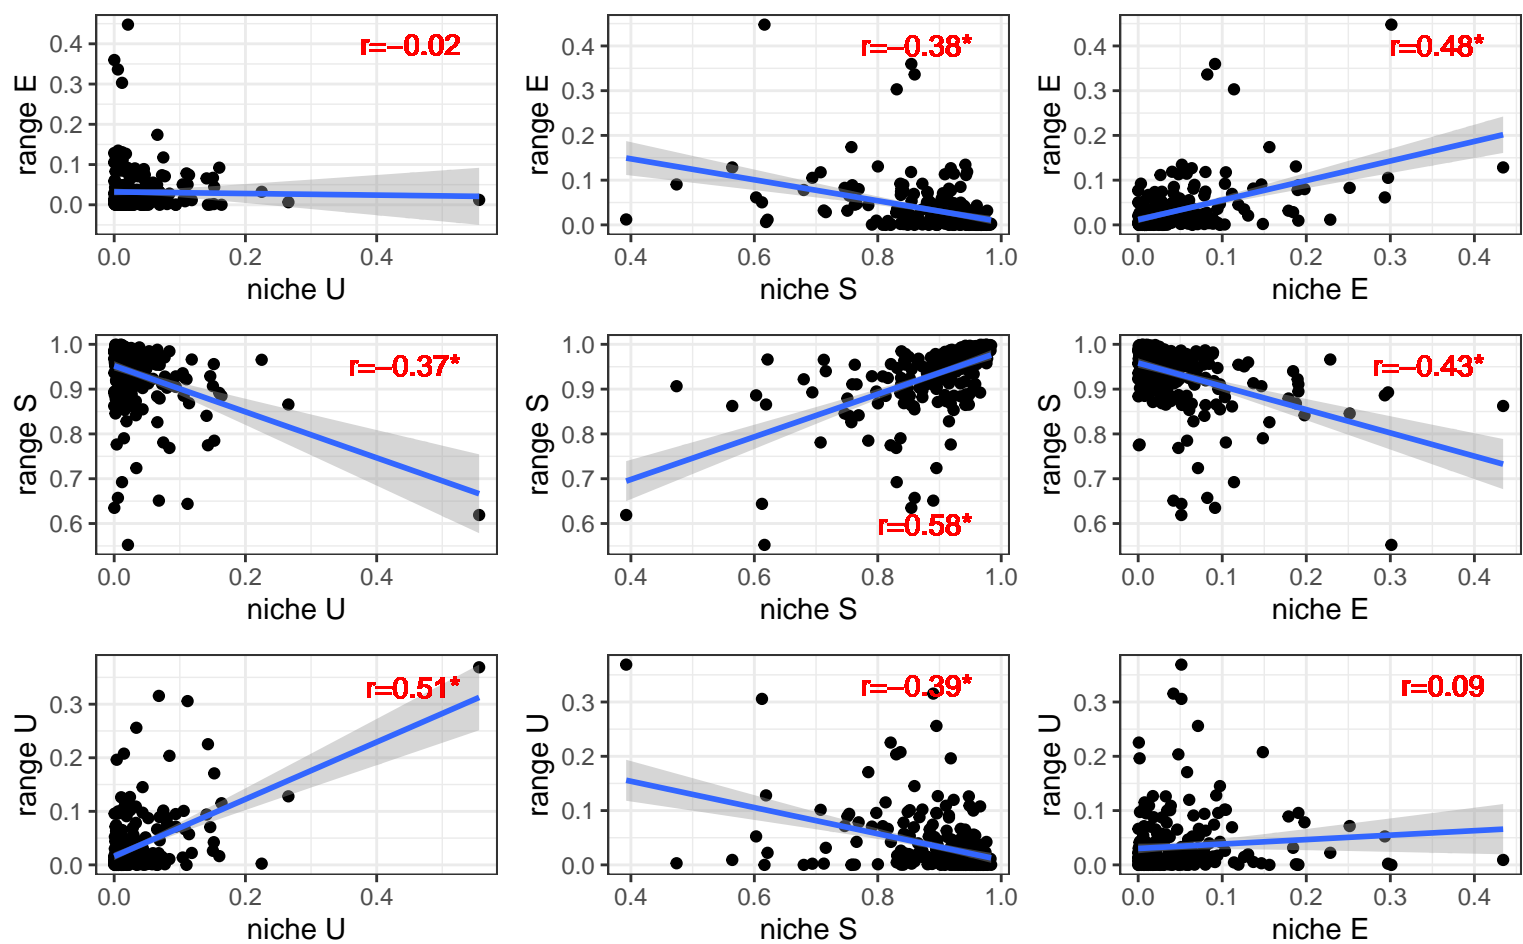 range E
0.4
0.3
0.2
0.1
0.0
r=−0.02
0.0 0.2 0.4
niche U
range E
0.4
0.3
0.2
0.1
0.0
r=−0.38*
0.4 0.6 0.8 1.0
niche S
range E
0.4
0.3
0.2
0.1
0.0
r=0.48*
0.0 0.1 0.2 0.3 0.4
niche E
range S
1.0
0.9
0.8
0.7
0.6
r=−0.37*
0.0 0.2 0.4
niche U
range S
1.0
0.9
0.8
0.7
0.6
r=0.58*
0.4 0.6 0.8 1.0
niche S
range S
1.0
0.9
0.8
0.7
0.6
r=−0.43*
0.0 0.1 0.2 0.3 0.4
niche E
range U
0.3
0.2
0.1
0.0
r=0.51*
0.0 0.2 0.4
niche U
range U
0.3
0.2
0.1
0.0
r=−0.39*
0.4 0.6 0.8 1.0
niche S
range U
0.3
0.2
0.1
0.0
r=0.09
0.0 0.1 0.2 0.3 0.4
niche E